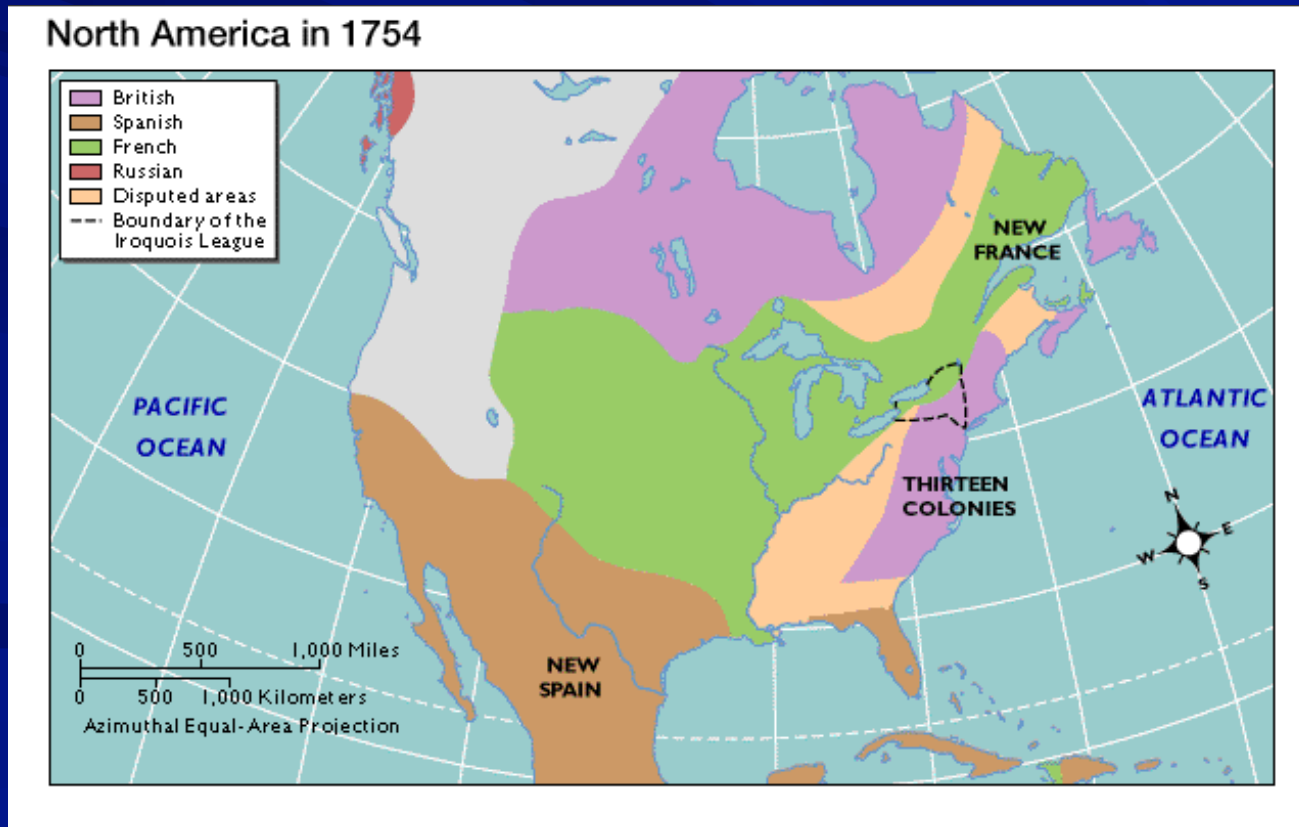 North America in 1754
British
Spanish
French
Russian
Disputed areas
Boundary of the
Iroquois League
NEW
FRANCE
PACIFIC
OCEAN
ATLANTIC
OCEAN
THIRTEEN
COLONIES
N
E
W
S
0 500 1,000 Miles
0 500 1,000 Kilometers
Azimuthal Equal-Area Projection
NEW
SPAIN